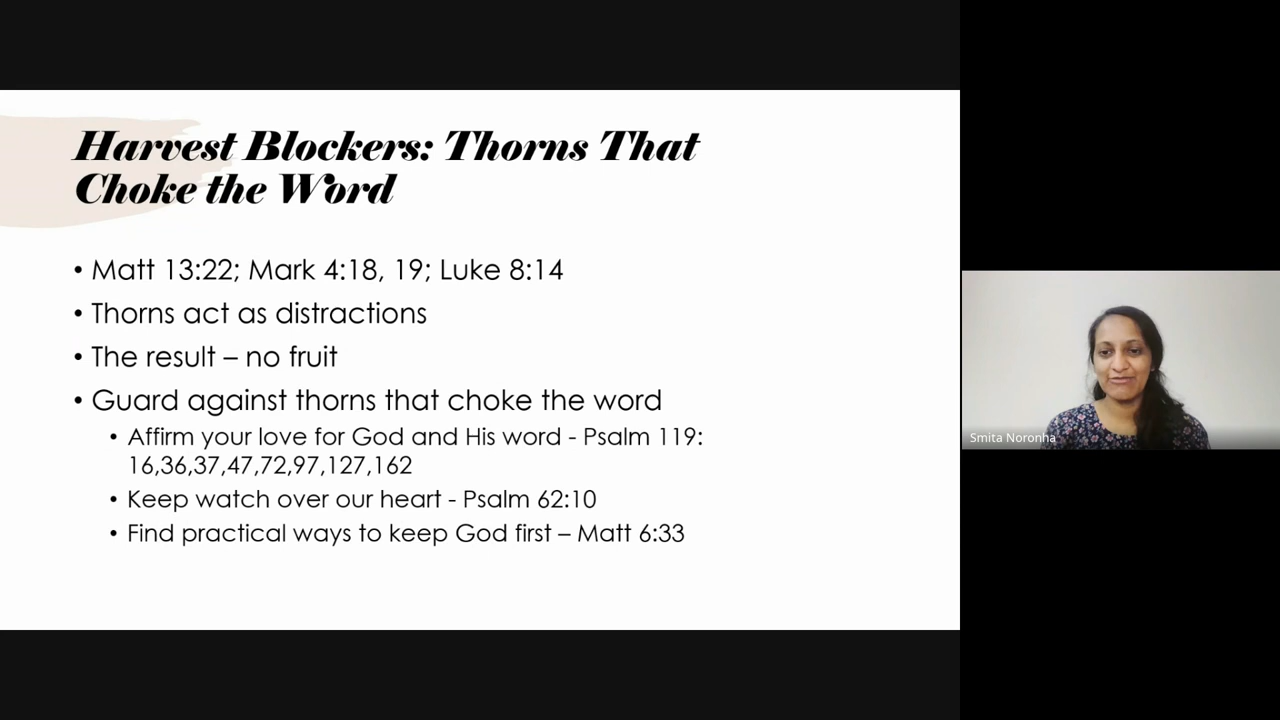 Harvest Blockers: Thorns That
Choke the Word
• Matt 13:22; Mark 4:18, 19; Luke 8:14
• Thorns act as distractions
• The result – no fruit
• Guard against thorns that choke the word
• Affirm your love for God and His word - Psalm 119:
16,36,37,47,72,97,127,162
• Keep watch over our heart - Psalm 62:10
• Find practical ways to keep God first – Matt 6:33
Smita Noronha